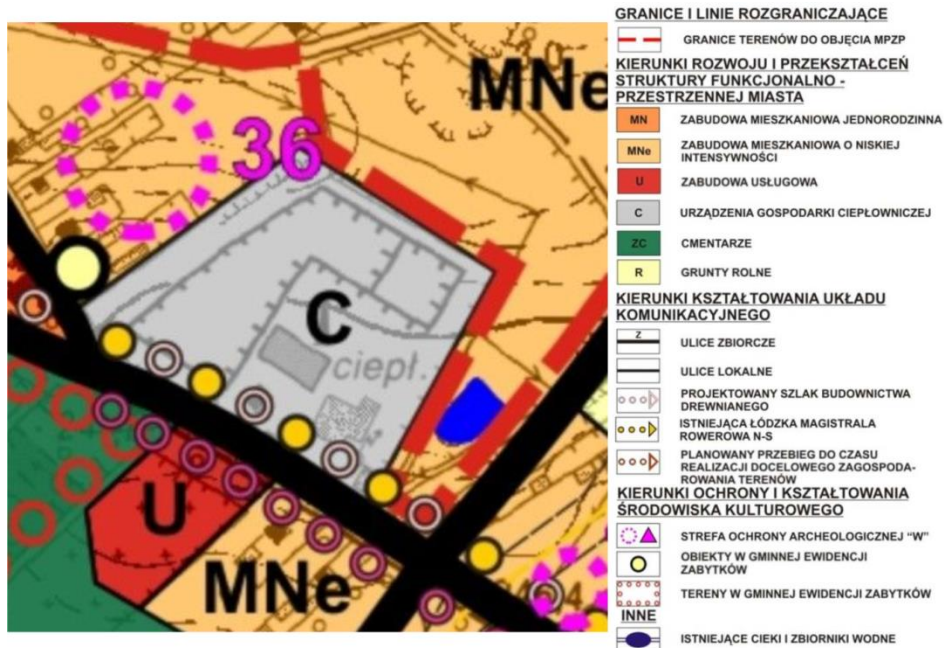 MNe
36
C
ciepł.
U
MNe
GRANICE I LINIE ROZGRANICZAJĄCE
GRANICE TERENÓW DO OBJĘCIA MPZP
KIERUNKI ROZWOJU I PRZEKSZTAŁCEŃ
STRUKTURY FUNKCJONALNO -
PRZESTRZENNEJ MIASTA
MN ZABUDOWA MIESZKANIOWA JEDNORODZINNA
MNe ZABUDOWA MIESZKANIOWA O NISKIEJ
INTENSYWNOŚCI
U ZABUDOWA USŁUGOWA
C URZĄDZENIA GOSPODARKI CIEPŁOWNICZEJ
ZC CMENTARZE
R GRUNTY ROLNE
KIERUNKI KSZTAŁTOWANIA UKŁADU
KOMUNIKACYJNEGO
Z ULICE ZBIORCZE
ULICE LOKALNE
PROJEKTOWANY SZLAK BUDOWNICTWA
DREWNIANEGO
ISTNIEJĄCA ŁÓDZKA MAGISTRALA
ROWEROWA N-S
PLANOWANY PRZEBIEG DO CZASU
REALIZACJI DOCELOWEGO ZAGOSPODA-
ROWANIA TERENÓW
KIERUNKI OCHRONY I KSZTAŁTOWANIA
ŚRODOWISKA KULTUROWEGO
STREFA OCHRONY ARCHEOLOGICZNEJ "W"
OBIEKTY W GMINNEJ EWIDENCJI
ZABYTKÓW
TERENY W GMINNEJ EWIDENCJI ZABYTKÓW
INNE
ISTNIEJĄCE CIEKI I ZBIORNIKI WODNE